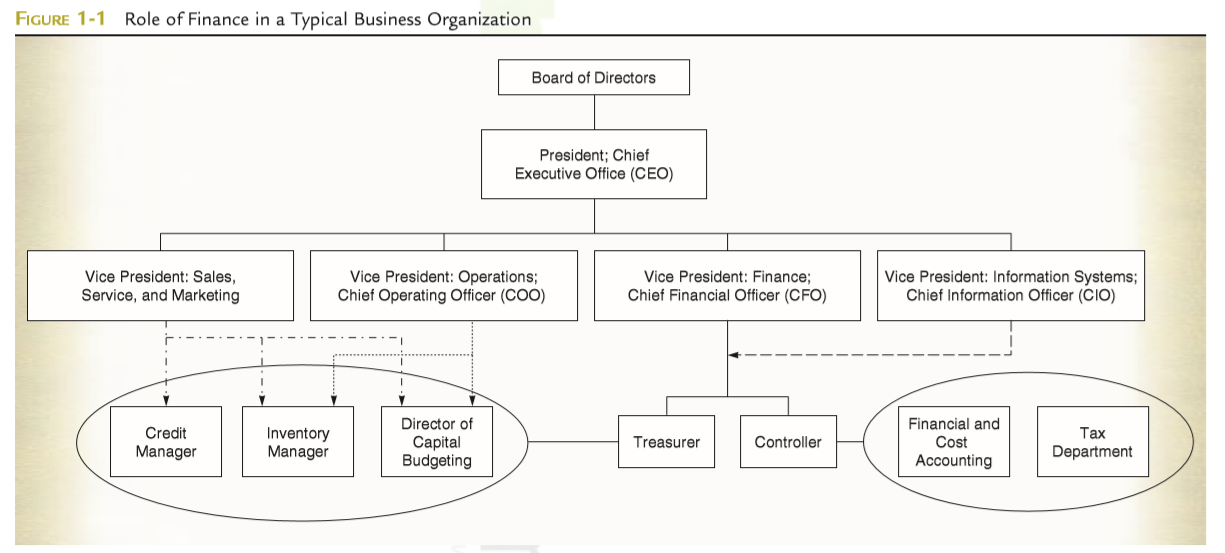 FIGURE 1-1 Role of Finance in a Typical Business Organization
Board of Directors
President; Chief
Executive Office (CEO)
Vice President: Sales,
Service, and Marketing
Vice President: Operations;
Chief Operating Officer (COO)
Vice President: Finance;
Chief Financial Officer (CFO)
Vice President: Information Systems;
Chief Information Officer (CIO)
Credit
Manager
Inventory
Manager
Director of
Capital
Budgeting
Treasurer
Controller
Financial and
Cost
Accounting
Tax
Department